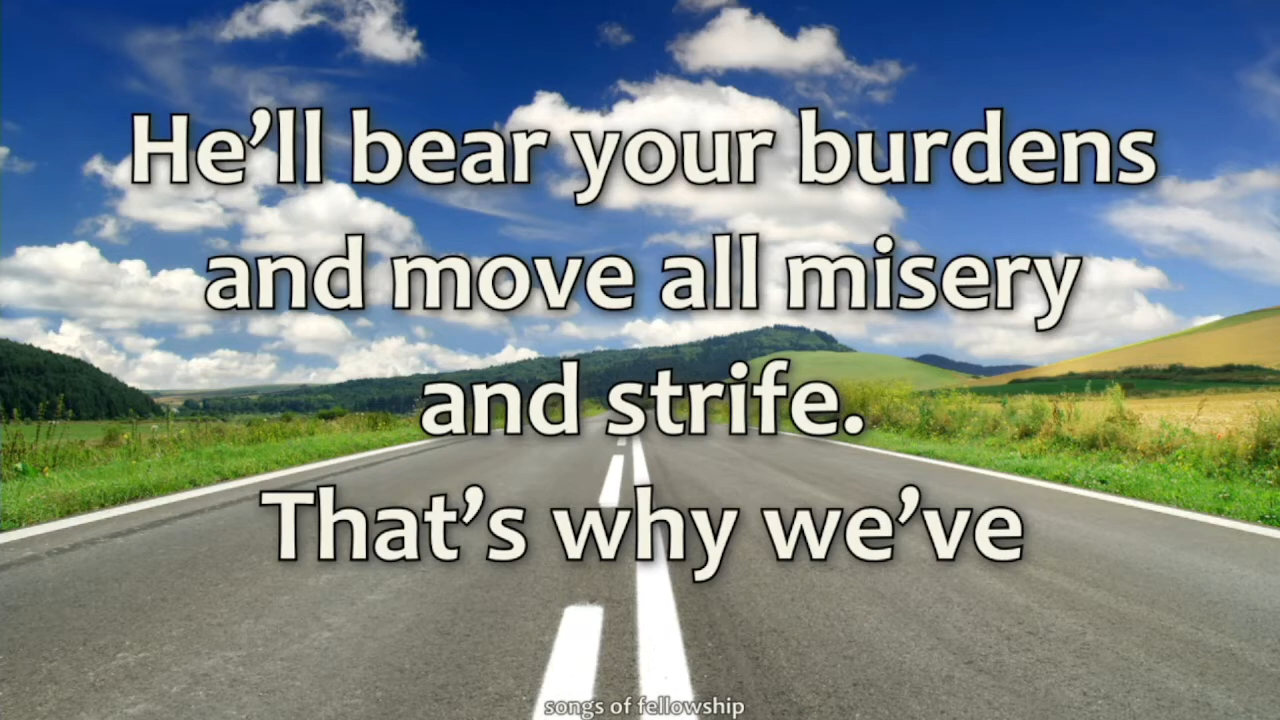 He’ll bear your burdens
and move all misery
and strife.
That’s why we’ve
songs of fellowship